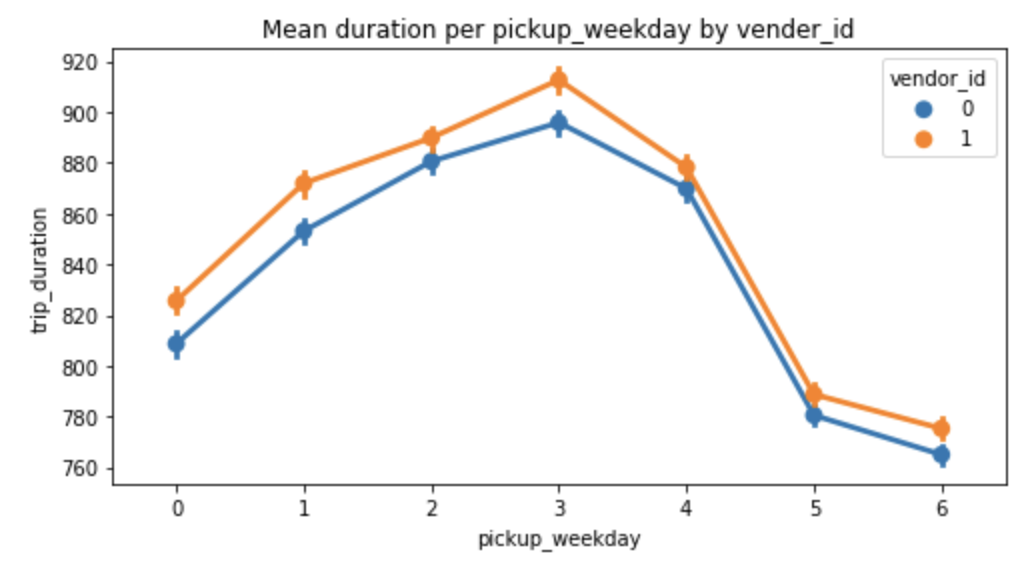 Mean duration per pickup_weekday by vender_id
920
900
880
860
840
820
800
780
760
trip_duration
vendor_id
0
1
0 1 2 3 4 5 6
pickup_weekday